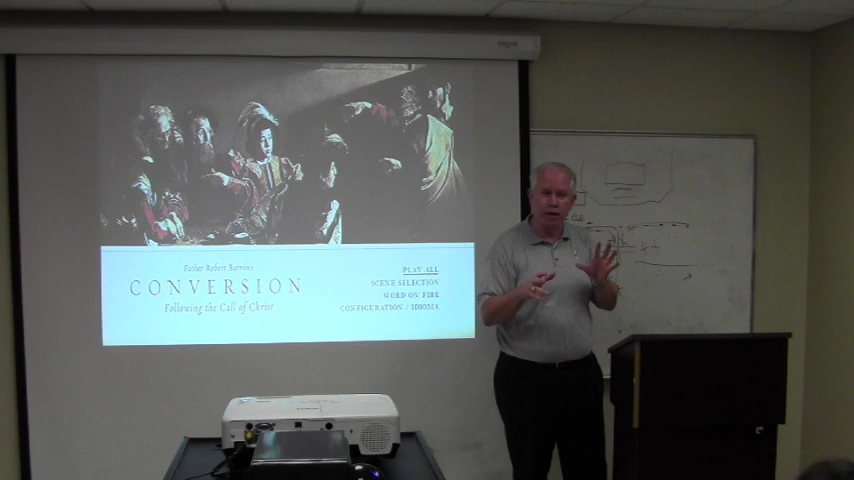 Father Robert Barron's
CONVERSION
Following the Call of Christ
PLAY ALL
SCENE SELECTION
WORD ON FIRE
CONFIGURATION / IDIOMA